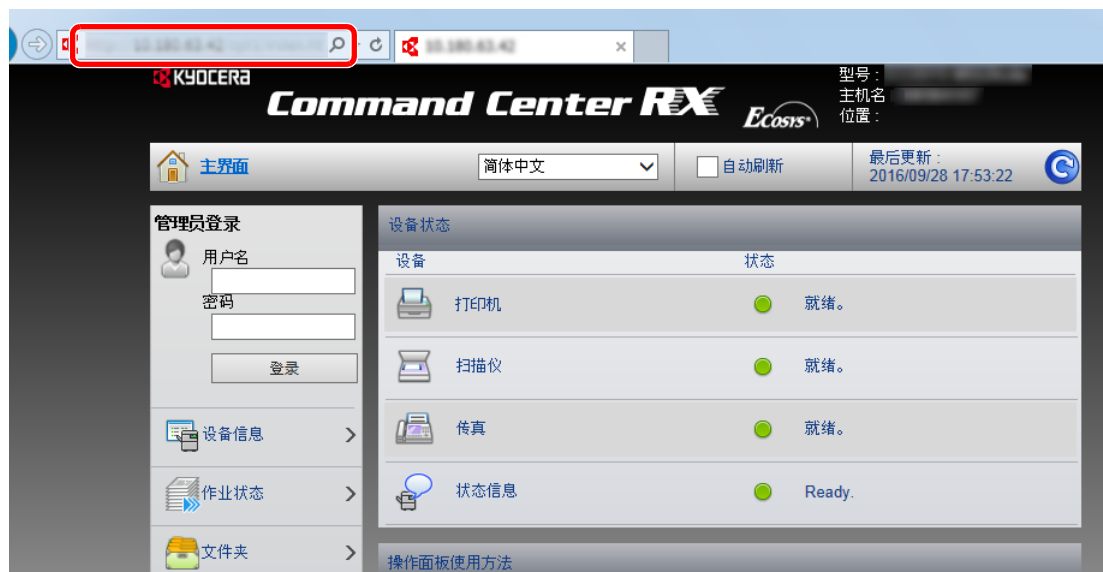 KYOCERA
Command Center RX
Ecosys
型号 :
主机名
位置 :
主界面
简体中文
自动刷新
最后更新 :
2016/09/28 17:53:22
管理员登录
用户名
密码
登录
设备信息
作业状态
文件夹
设备状态
设备 状态
打印机 就绪。
扫描仪 就绪。
传真 就绪。
状态信息 Ready.
操作面板使用方法